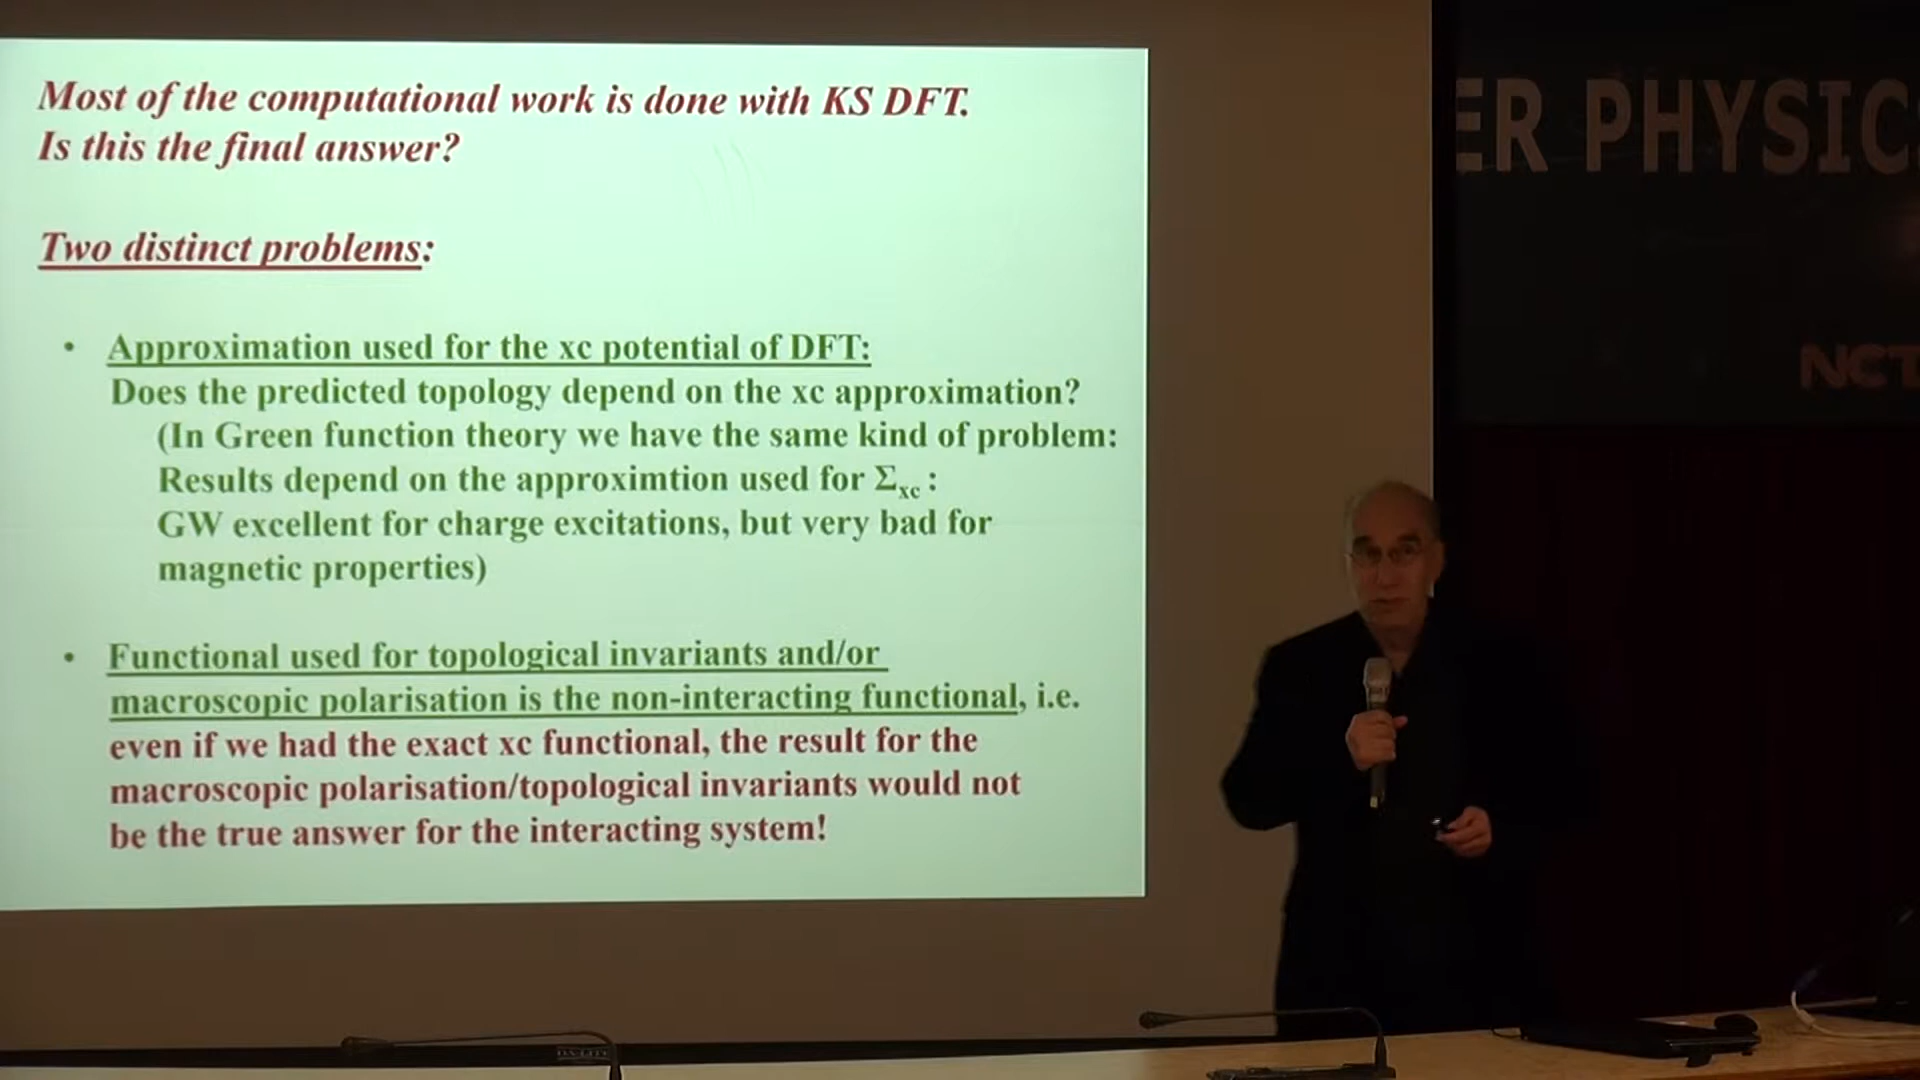 Most of the computational work is done with KS DFT.
Is this the final answer?
Two distinct problems:
• Approximation used for the xc potential of DFT:
Does the predicted topology depend on the xc approximation?
(In Green function theory we have the same kind of problem:
Results depend on the approximtion used for Σxc :
GW excellent for charge excitations, but very bad for
magnetic properties)
• Functional used for topological invariants and/or
macroscopic polarisation is the non-interacting functional, i.e.
even if we had the exact xc functional, the result for the
macroscopic polarisation/topological invariants would not
be the true answer for the interacting system!
ER PHYSIC
NCT